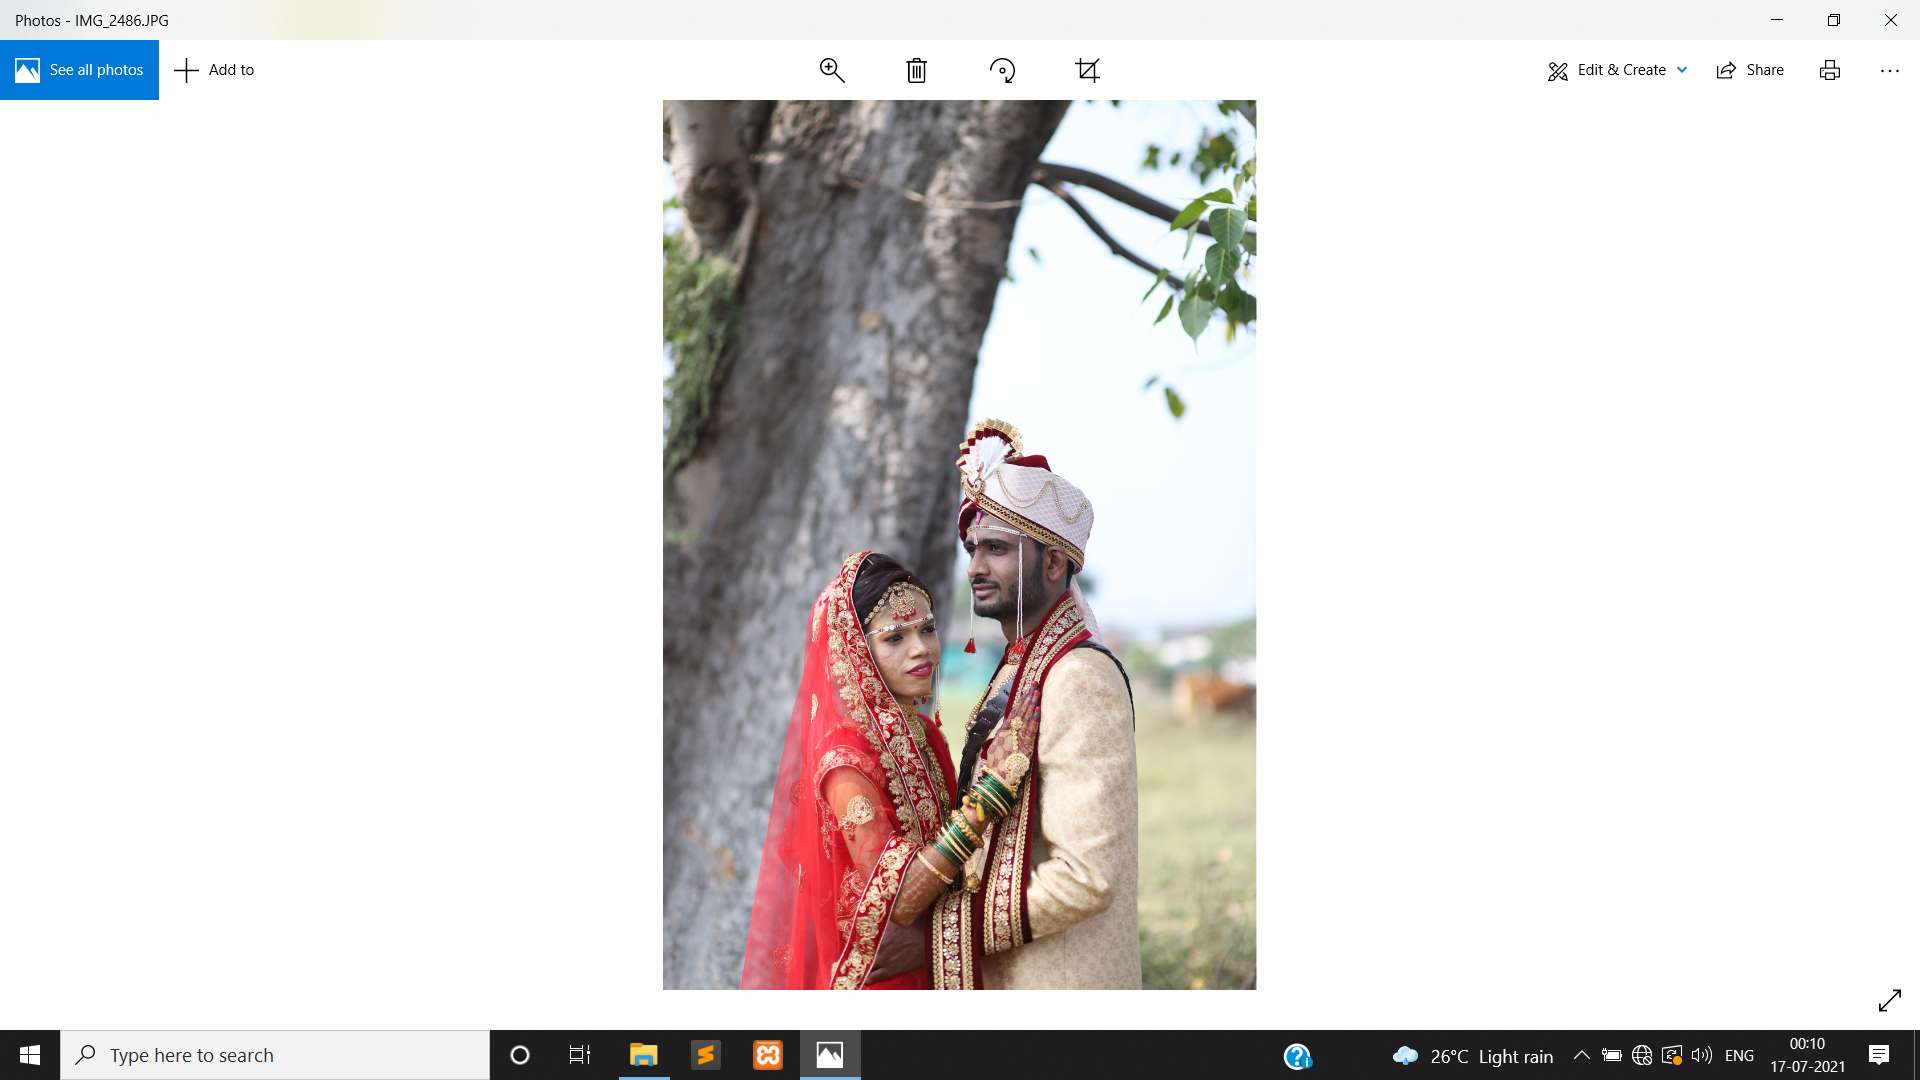 Photos - IMG_2486.JPG
See all photos
Add to
Edit & Create
Share
Type here to search
26°C Light rain
ENG
00:10
17-07-2021